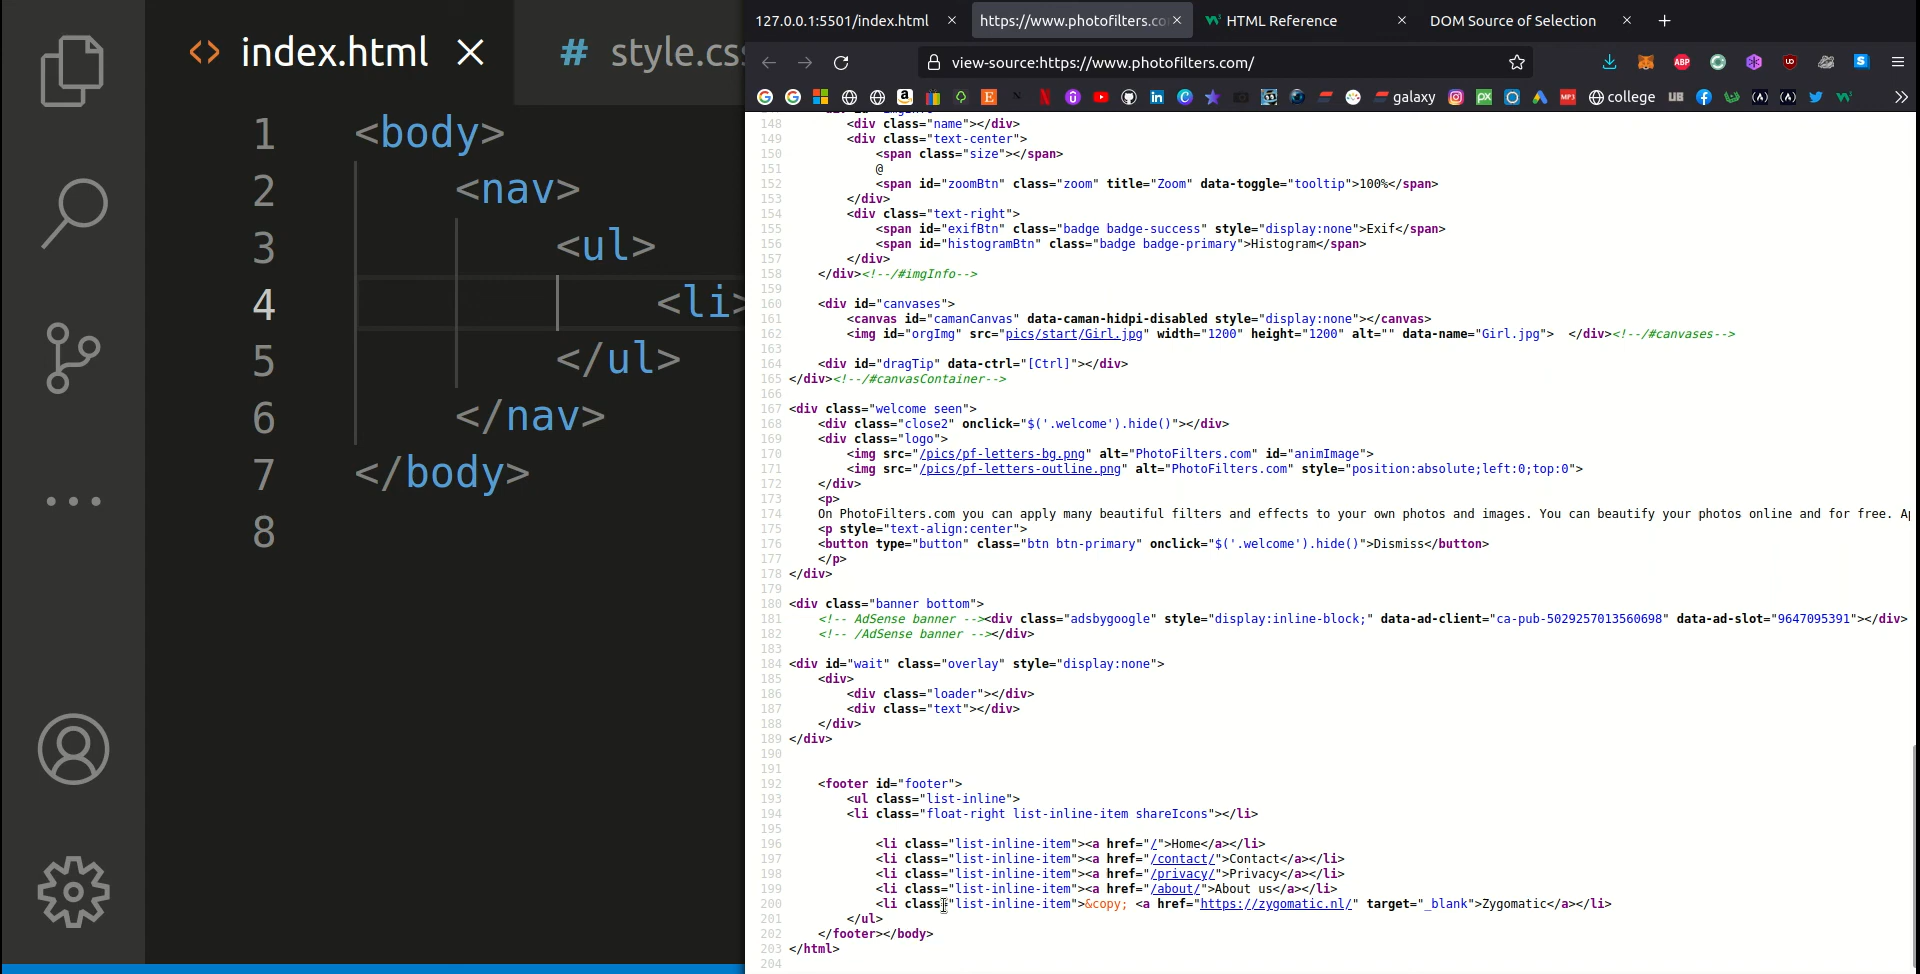 index.html
style.css
1 <body>
2 <nav>
3 <ul>
4 <li>
5 </ul>
6 </nav>
7 </body>
8
127.0.0.1:5501/index.html
https://www.photofilters.co
HTML Reference
DOM Source of Selection
view-source:https://www.photofilters.com/
galaxy
college
148 <div class="name"></div>
149 <div class="text-center">
150 <span class="size"></span>
151 @
152 <span id="zoomBtn" class="zoom" title="Zoom" data-toggle="tooltip">100%</span>
153 </div>
154 <div class="text-right">
155 <span id="exifBtn" class="badge badge-success" style="display:none">Exif</span>
156 <span id="histogramBtn" class="badge badge-primary">Histogram</span>
157 </div>
158 </div><!--/#imgInfo-->
159
160 <div id="canvases">
161 <canvas id="camanCanvas" data-caman-hidpi-disabled style="display:none"></canvas>
162 <img id="orgImg" src="pics/start/Girl.jpg" width="1200" height="1200" alt="" data-name="Girl.jpg"> </div><!--/#canvases-->
163
164 <div id="dragTip" data-ctrl="[Ctrl]"></div>
165 </div><!--/#canvasContainer-->
166
167 <div class="welcome seen">
168 <div class="close2" onclick="$('.welcome').hide()"></div>
169 <div class="logo">
170 <img src="/pics/pf-letters-bg.png" alt="PhotoFilters.com" id="animImage">
171 <img src="/pics/pf-letters-outline.png" alt="PhotoFilters.com" style="position:absolute;left:0;top:0">
172 </div>
173 <p>
174 On PhotoFilters.com you can apply many beautiful filters and effects to your own photos and images. You can beautify your photos online and for free. A
175 <p style="text-align:center">
176 <button type="button" class="btn btn-primary" onclick="$('.welcome').hide()">Dismiss</button>
177 </p>
178 </div>
179
180 <div class="banner bottom">
181 <!-- AdSense banner --><div class="adsbygoogle" style="display:inline-block;" data-ad-client="ca-pub-5029257013560698" data-ad-slot="9647095391"></div>
182 <!-- /AdSense banner --></div>
183
184 <div id="wait" class="overlay" style="display:none">
185 <div>
186 <div class="loader"></div>
187 <div class="text"></div>
188 </div>
189 </div>
190
191
192 <footer id="footer">
193 <ul class="list-inline">
194 <li class="float-right list-inline-item shareIcons"></li>
195
196 <li class="list-inline-item"><a href="/">Home</a></li>
197 <li class="list-inline-item"><a href="/contact/">Contact</a></li>
198 <li class="list-inline-item"><a href="/privacy/">Privacy</a></li>
199 <li class="list-inline-item"><a href="/about/">About us</a></li>
200 <li class="list-inline-item">&copy; <a href="https://zygomatic.nl/" target="_blank">Zygomatic</a></li>
201 </ul>
202 </footer></body>
203 </html>
204